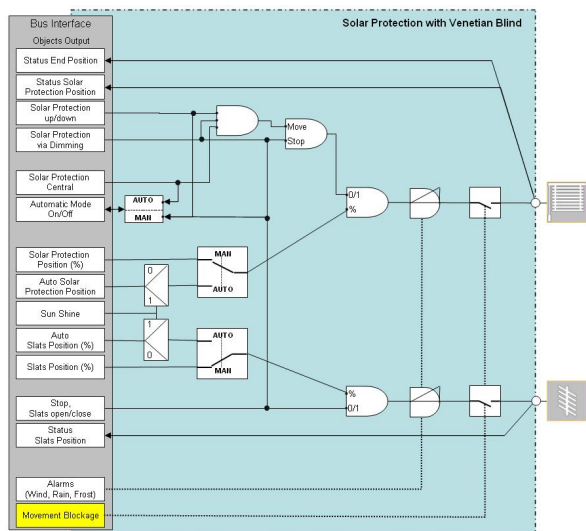 Bus Interface
Solar Protection with Venetian Blind
Objects Output
Status End Position
Status Solar
Protection Position
Solar Protection
up/down
Solar Protection
via Dimming
Move
Stop
Solar Protection
Central
Automatic Mode
On/Off
AUTO
MAN
0/1
%
Solar Protection
Position (%)
MAN
AUTO
Auto Solar
Protection Position
0
1
Sun Shine
1
0
Auto
Slats Position (%)
AUTO
MAN
Slats Position (%)
%
0/1
Stop,
Slats open/close
Status
Slats Position
Alarms
(Wind, Rain, Frost)
Movement Blockage